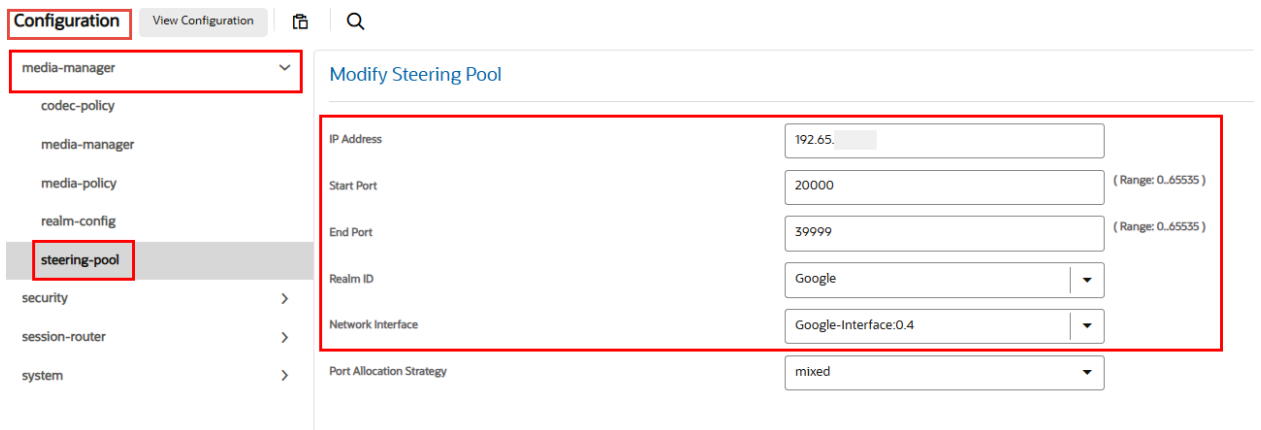 Configuration View Configuration
media-manager
codec-policy
media-manager
media-policy
realm-config
steering-pool
security
session-router
system
Modify Steering Pool
IP Address 192.65.
Start Port 20000 ( Range: 0..65535 )
End Port 39999 ( Range: 0..65535 )
Realm ID Google
Network Interface Google-Interface:0.4
Port Allocation Strategy mixed